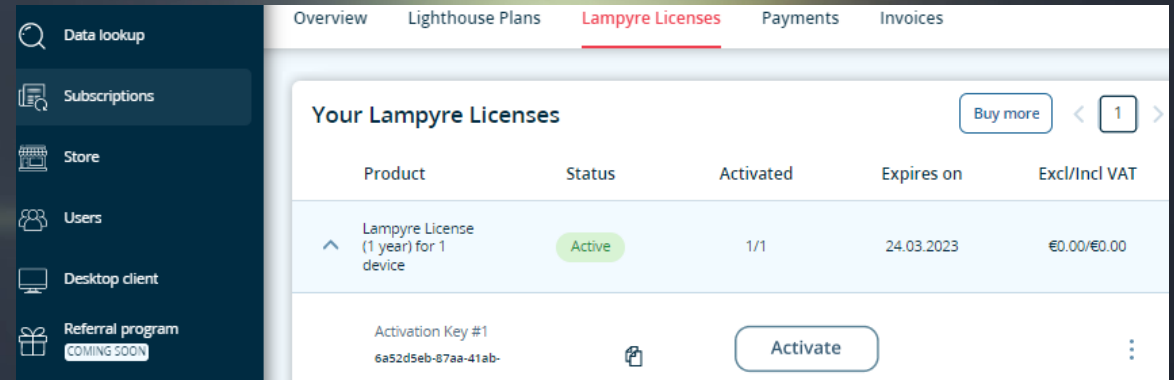 Data lookup
Subscriptions
Store
Users
Desktop client
Referral program
COMING SOON
Overview Lighthouse Plans Lampyre Licenses Payments Invoices
Your Lampyre Licenses Buy more 1
Product Status Activated Expires on Excl/Incl VAT
Lampyre License
(1 year) for 1
device
Active 1/1 24.03.2023 €0.00/€0.00
Activation Key #1
6a52d5eb-87aa-41ab-
Activate